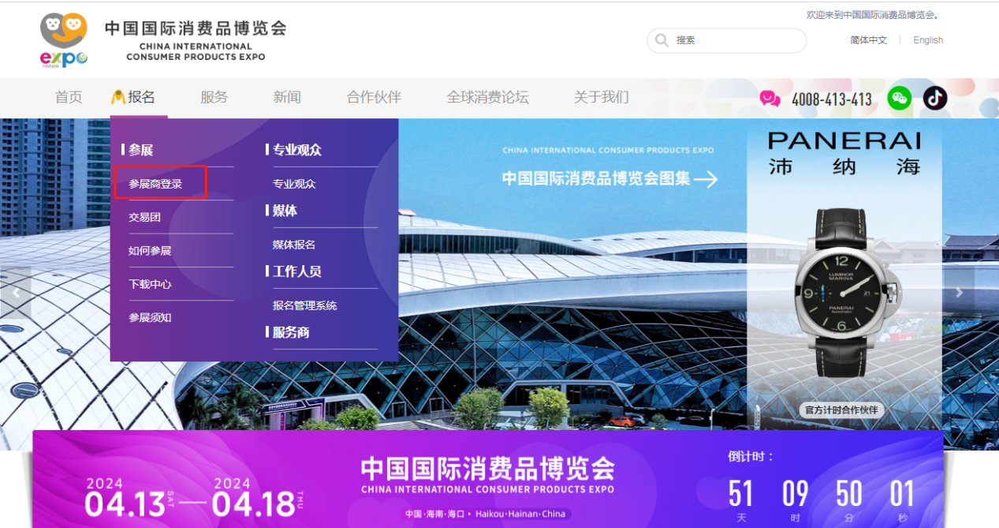 欢迎来到中国国际消费品博览会。
中国国际消费品博览会
CHINA INTERNATIONAL
CONSUMER PRODUCTS EXPO
expo
搜索
简体中文 | English
首页 报名 服务 新闻 合作伙伴 全球消费论坛 关于我们 4008-413-413
参展
参展商登录
交易团
如何参展
下载中心
参展须知
专业观众
专业观众
媒体
媒体报名
工作人员
报名管理系统
服务商
CHINA INTERNATIONAL CONSUMER PRODUCTS EXPO
中国国际消费品博览会图集
PANERAI
沛纳海
12
LUMINOR
MARINA
9
21
PANERAI
Automatic
6
官方计时合作伙伴
2024
04.13 SAT
2024
04.18 THU
中国国际消费品博览会
CHINA INTERNATIONAL CONSUMER PRODUCTS EXPO
中国·海南·海口 Haikou·Hainan·China
倒计时：
51 09 50 01
天 时 分 秒